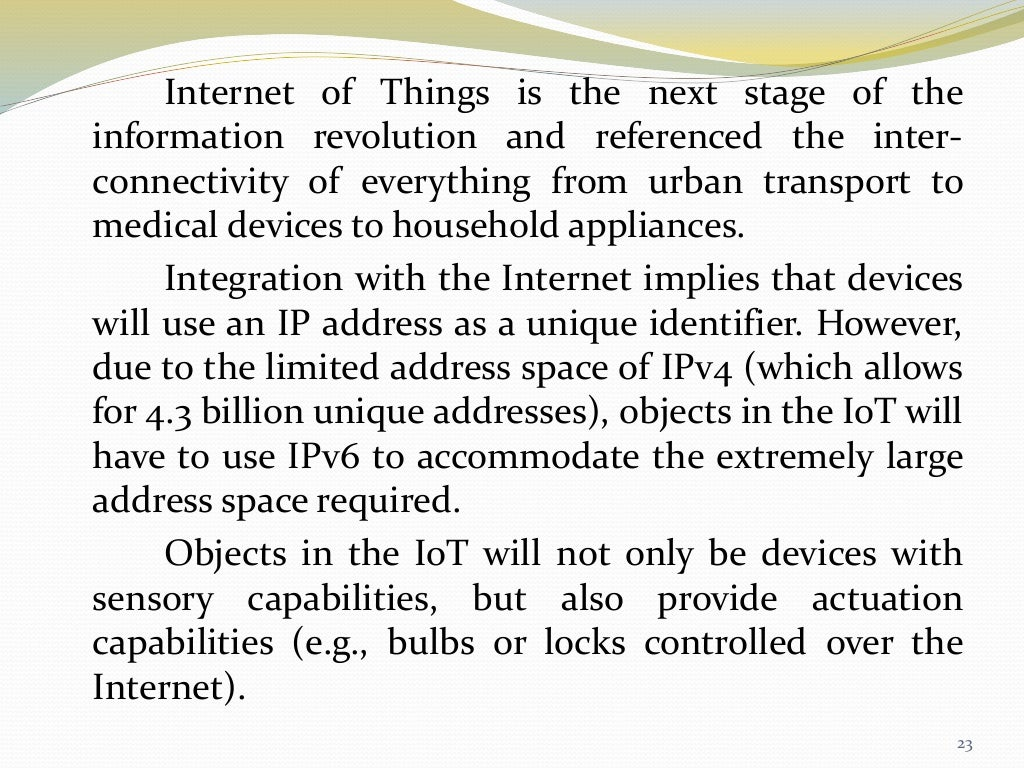 Internet of Things is the next stage of the
information revolution and referenced the inter-
connectivity of everything from urban transport to
medical devices to household appliances.
Integration with the Internet implies that devices
will use an IP address as a unique identifier. However,
due to the limited address space of IPv4 (which allows
for 4.3 billion unique addresses), objects in the IoT will
have to use IPv6 to accommodate the extremely large
address space required.
Objects in the IoT will not only be devices with
sensory capabilities, but also provide actuation
capabilities (e.g., bulbs or locks controlled over the
Internet).
23